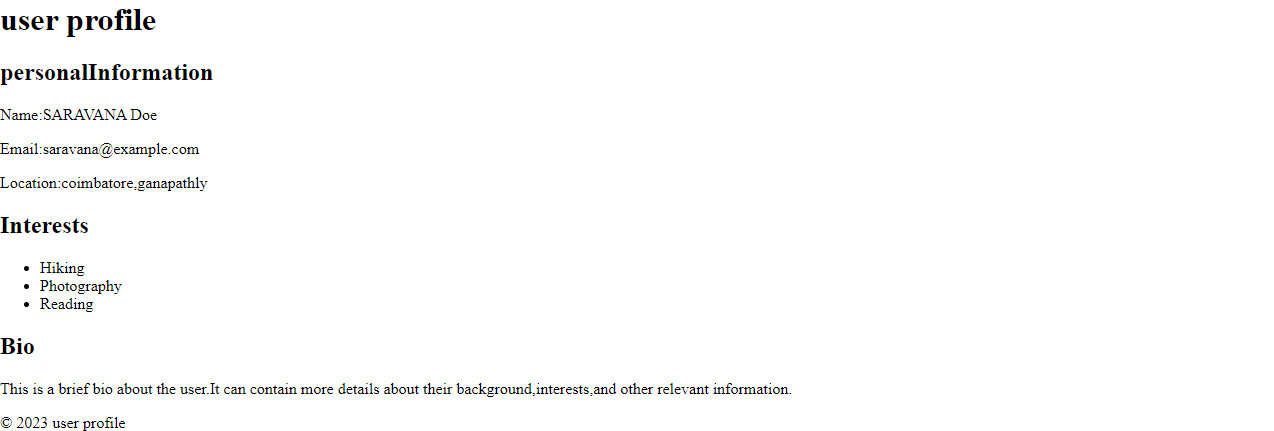 user profile
personalInformation
Name:SARAVANA Doe
Email:saravana@example.com
Location:coimbatore,ganapathly
Interests
• Hiking
• Photography
• Reading
Bio
This is a brief bio about the user.It can contain more details about their background,interests,and other relevant information.
© 2023 user profile